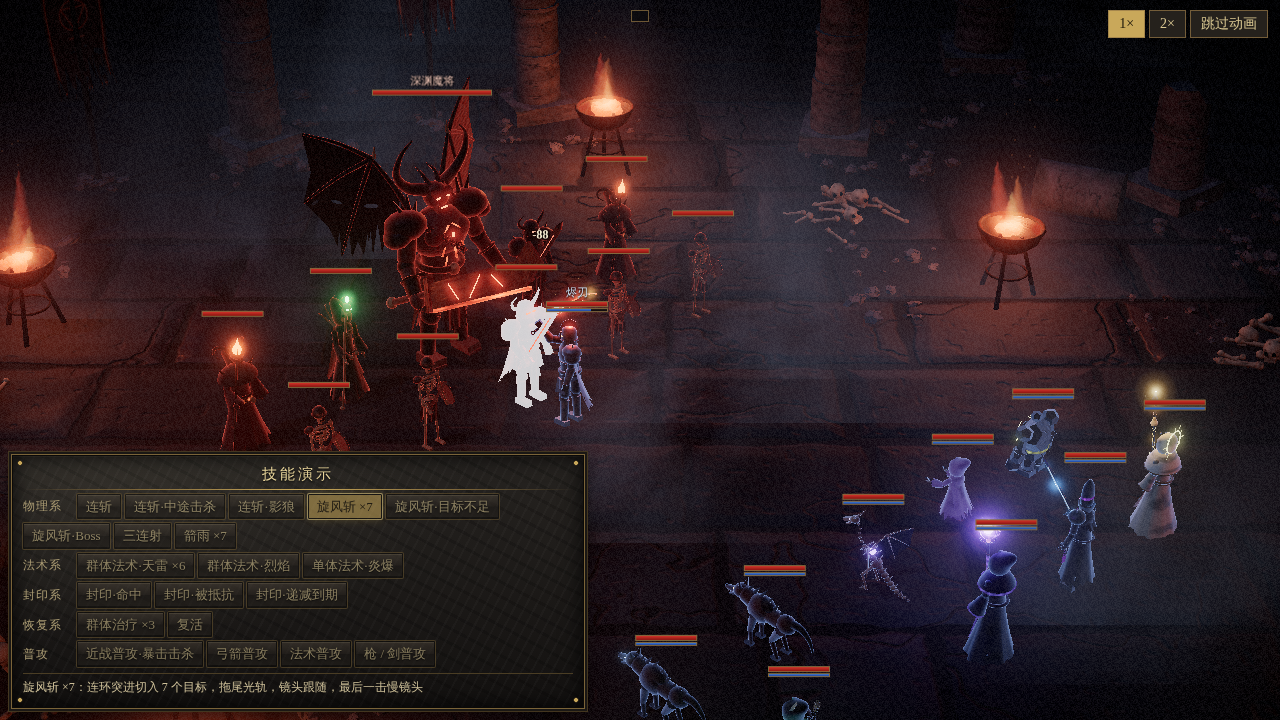 1× 2× 跳过动画
深渊魔将
-88
烬刃
技能演示
物理系 连斩 连斩·中途击杀 连斩·影狼 旋风斩 ×7 旋风斩·目标不足
旋风斩·Boss 三连射 箭雨 ×7
法术系 群体法术·天雷 ×6 群体法术·烈焰 单体法术·炎爆
封印系 封印·命中 封印·被抵抗 封印·递减到期
恢复系 群体治疗 ×3 复活
普攻 近战普攻·暴击击杀 弓箭普攻 法术普攻 枪 / 剑普攻
旋风斩 ×7：连环突进切入 7 个目标，拖尾光轨，镜头跟随，最后一击慢镜头